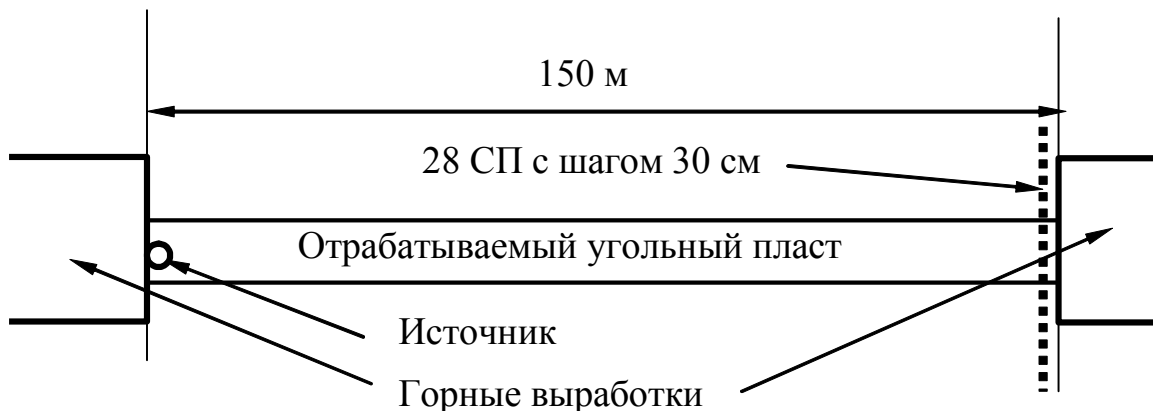 150 м
28 СП с шагом 30 см
Отрабатываемый угольный пласт
Источник
Горные выработки